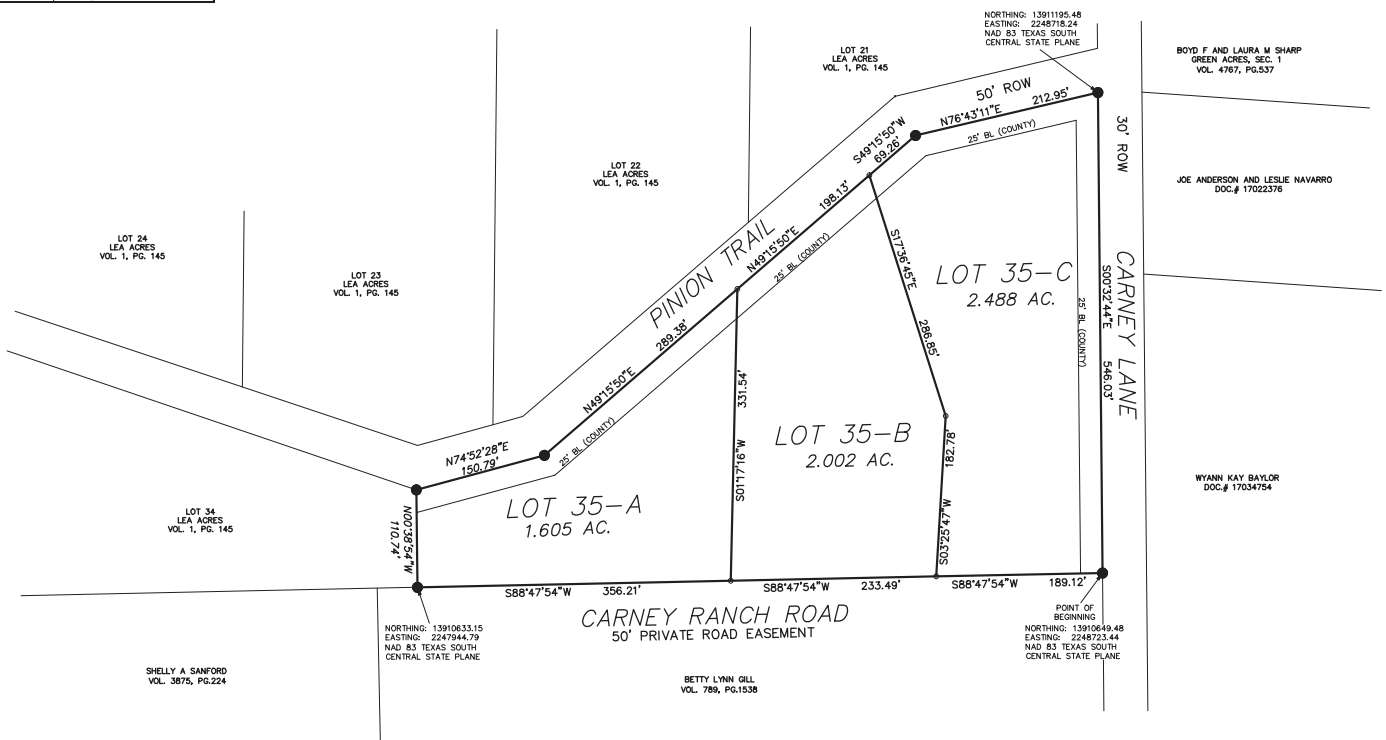 NORTHING: 13911195.48
EASTING: 2248718.24
NAD 83 TEXAS SOUTH
CENTRAL STATE PLANE
LOT 21
LEA ACRES
VOL. 1, PG. 145
BOYD F AND LAURA M SHARP
GREEN ACRES, SEC. 1
VOL. 4767, PG.537
50' ROW
N76°43'11"E
212.95'
25' BL (COUNTY)
30' ROW
S49°15'50"W
69.26'
LOT 22
LEA ACRES
VOL. 1, PG. 145
JOE ANDERSON AND LESLIE NAVARRO
DOC.# 17022376
198.13'
N49°15'50"E
25' BL (COUNTY)
PINION TRAIL
LOT 24
LEA ACRES
VOL. 1, PG. 145
LOT 23
LEA ACRES
VOL. 1, PG. 145
S17°36'45"E
286.85'
LOT 35-C
2.488 AC.
25' BL (COUNTY)
S00°32'44"E
546.03'
CARNEY LANE
289.38'
N49°15'50"E
25' BL (COUNTY)
331.54'
S01°17'16"W
LOT 35-B
2.002 AC.
182.78'
S03°25'47"W
N74°52'28"E
150.79'
LOT 35-A
1.605 AC.
WYANN KAY BAYLOR
DOC.# 17034754
LOT 34
LEA ACRES
VOL. 1, PG. 145
N00°38'54"W
110.74'
S88°47'54"W 356.21'
S88°47'54"W 233.49'
S88°47'54"W 189.12'
CARNEY RANCH ROAD
50' PRIVATE ROAD EASEMENT
POINT OF
BEGINNING
NORTHING: 13910649.48
EASTING: 2248723.44
NAD 83 TEXAS SOUTH
CENTRAL STATE PLANE
NORTHING: 13910633.15
EASTING: 2247944.79
NAD 83 TEXAS SOUTH
CENTRAL STATE PLANE
SHELLY A SANFORD
VOL. 3875, PG.224
BETTY LYNN GILL
VOL. 789, PG.1538